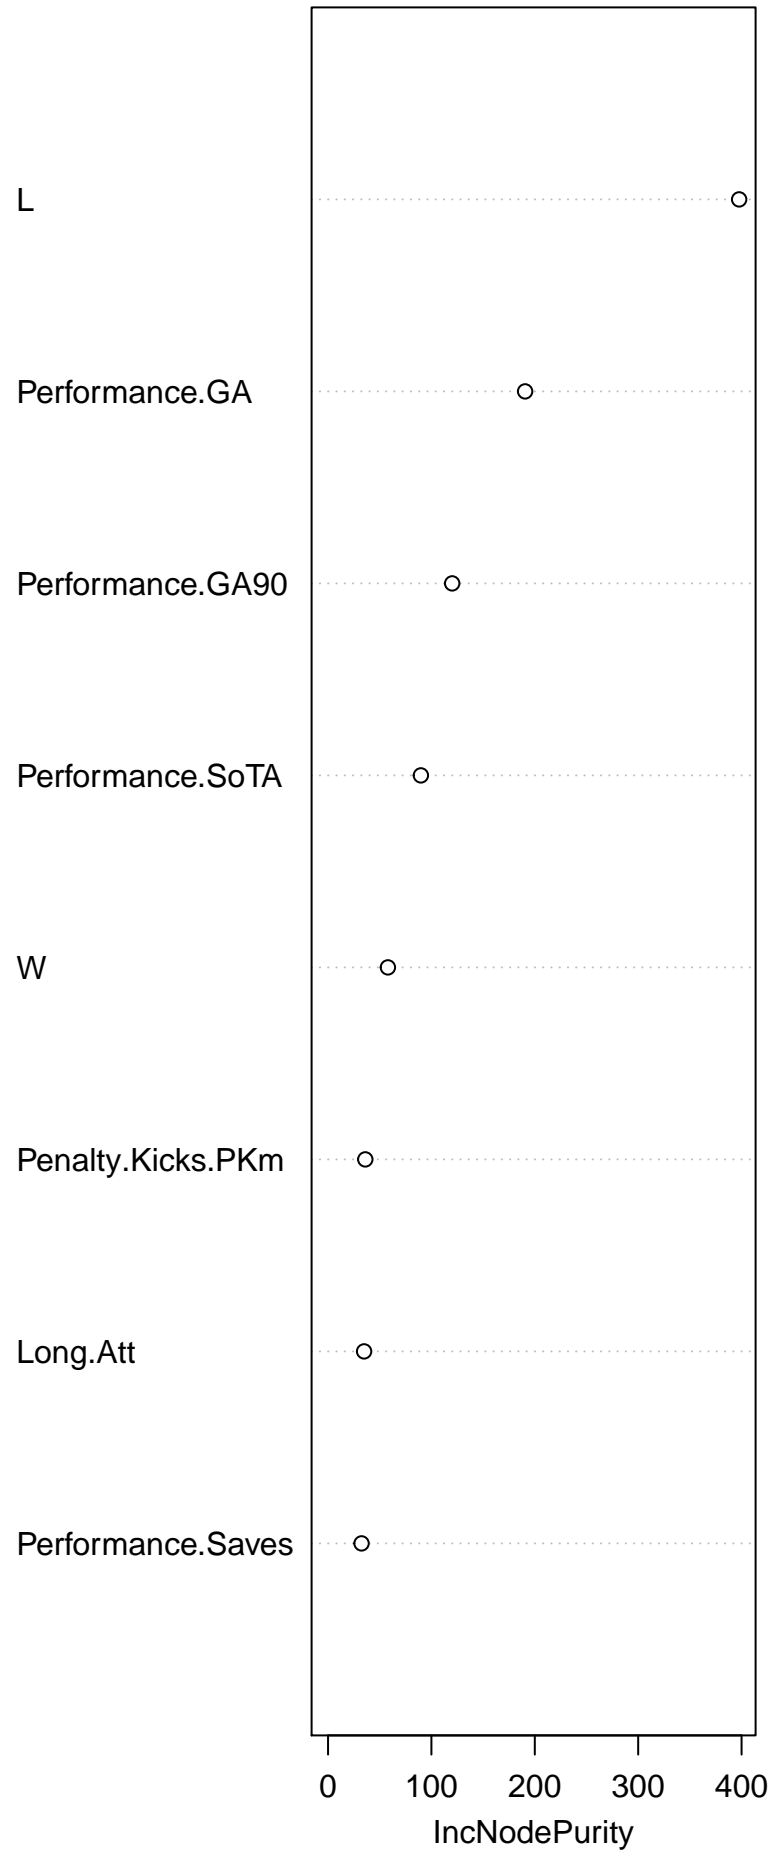 L
Performance.GA
Performance.GA90
Performance.SoTA
W
Penalty.Kicks.PKm
Long.Att
Performance.Saves
0 100 200 300 400
IncNodePurity